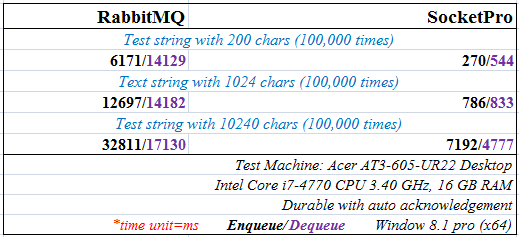 RabbitMQ SocketPro
Test string with 200 chars (100,000 times)
6171/14129 270/544
Text string with 1024 chars (100,000 times)
12697/14182 786/833
Test string with 10240 chars (100,000 times)
32811/17130 7192/4777
Test Machine: Acer AT3-605-UR22 Desktop
Intel Core i7-4770 CPU 3.40 GHz, 16 GB RAM
Durable with auto acknowledgement
*time unit=ms Enqueue/Dequeue Window 8.1 pro (x64)